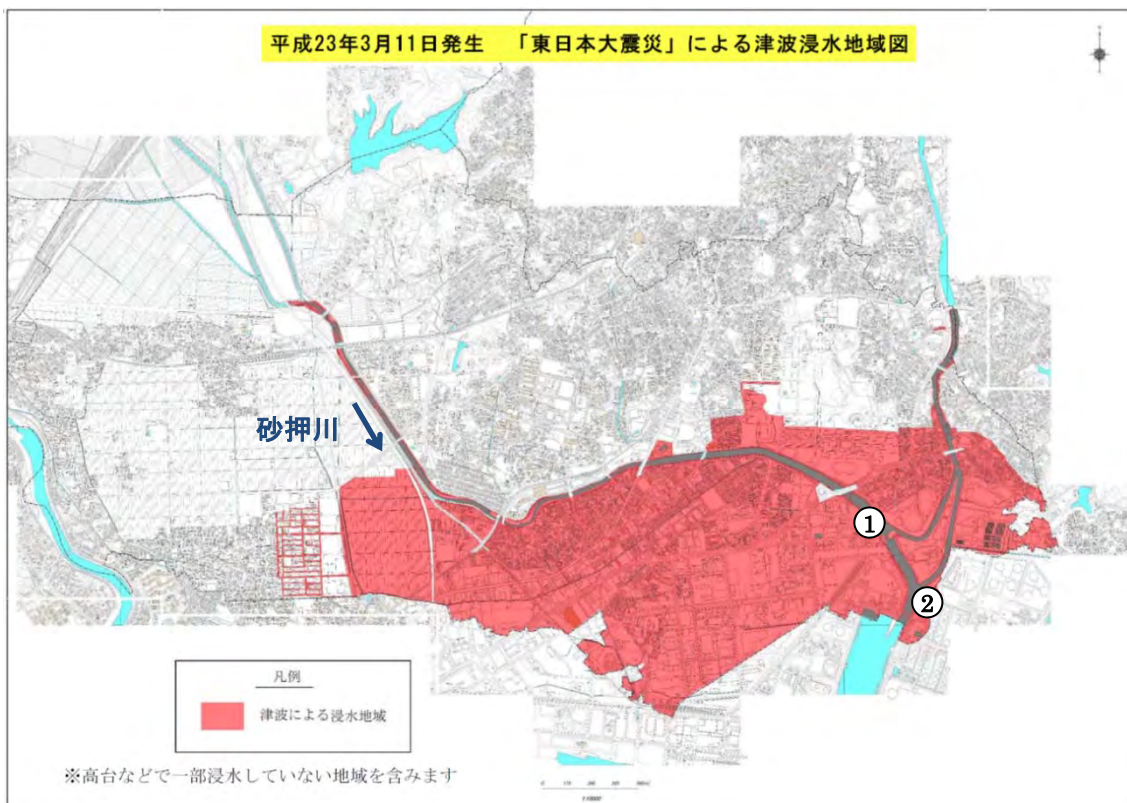 平成23年3月11日発生　「東日本大震災」による津波浸水地域図
砂押川
①
②
凡例
津波による浸水地域
※高台などで一部浸水していない地域を含みます